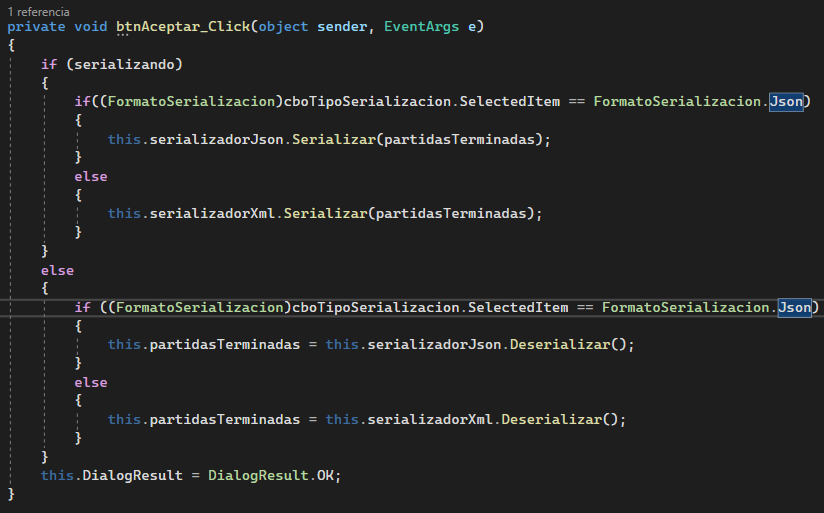 1 referencia
private void btnAceptar_Click(object sender, EventArgs e)
{
if (serializando)
{
if((FormatoSerializacion)cboTipoSerializacion.SelectedItem == FormatoSerializacion.Json)
{
this.serializadorJson.Serializar(partidasTerminadas);
}
else
{
this.serializadorXml.Serializar(partidasTerminadas);
}
}
else
{
if ((FormatoSerializacion)cboTipoSerializacion.SelectedItem == FormatoSerializacion.Json)
{
this.partidasTerminadas = this.serializadorJson.Deserializar();
}
else
{
this.partidasTerminadas = this.serializadorXml.Deserializar();
}
}
this.DialogResult = DialogResult.OK;
}